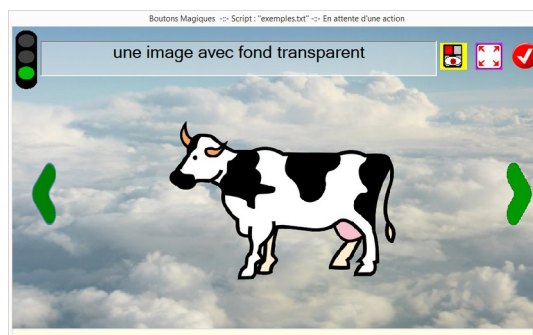 Boutons Magiques -::- Script : "exemples.txt" -::- En attente d'une action
une image avec fond transparent